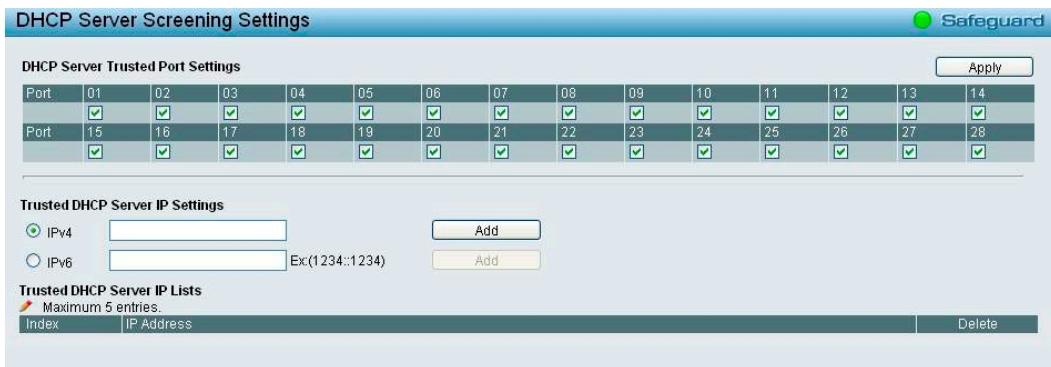 DHCP Server Screening Settings
Safeguard
DHCP Server Trusted Port Settings
Apply
Port 01 02 03 04 05 06 07 08 09 10 11 12 13 14
Port 15 16 17 18 19 20 21 22 23 24 25 26 27 28
Trusted DHCP Server IP Settings
IPv4 Add
IPv6 Ex:(1234::1234) Add
Trusted DHCP Server IP Lists
Maximum 5 entries.
Index IP Address Delete